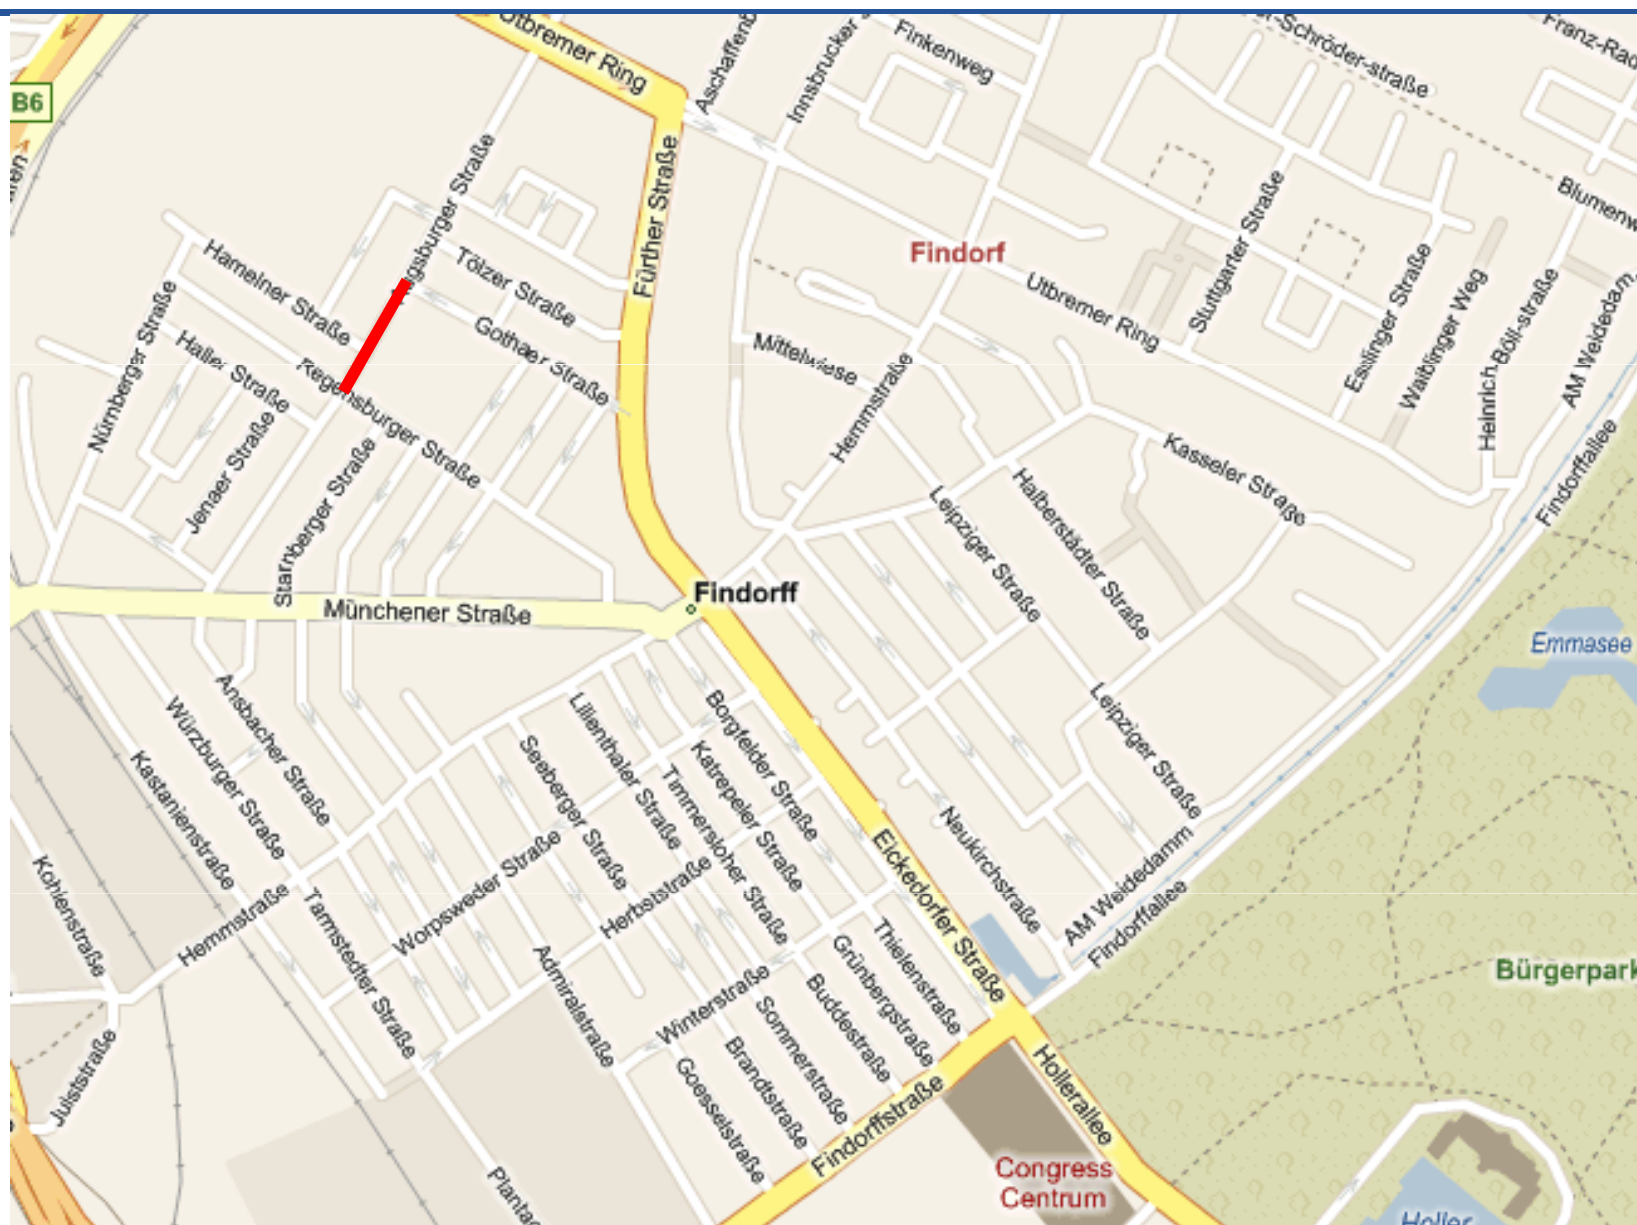 Utbremer Ring
Aschaffenb
Innsbrucker S
Finkenweg
er-Schröder-straße
Franz-Rad
B6
Augsburger Straße
Fürther Straße
Findorf
Stuttgarter Straße
Blumenw
Hamelner Straße
Tölzer Straße
Utbremer Ring
Esslinger Straße
Waiblinger Weg
Heinrich-Böll-straße
AM Weidedam
Nürnberger Straße
Haller Straße
Regensburger Straße
Gothaer Straße
Mittelwiese
Hemmstraße
Kasseler Straße
Findorffallee
Jenaer Straße
Starnberger Straße
Leipziger Straße
Halberstädter Straße
Findorff
Münchener Straße
Emmasee
Ansbacher Straße
Würzburger Straße
Kastanienstraße
Lilienthaler Straße
Borgfelder Straße
Seeberger Straße
Katrepeler Straße
Timmersloher Straße
Leipziger Straße
Neukirchstraße
Eickedorfer Straße
AM Weidedamm
Findorffallee
Kohlenstraße
Hemmstraße
Tarmstedter Straße
Worpsweder Straße
Herbststraße
Admiralstraße
Winterstraße
Thielenstraße
Grünbergstraße
Buddestraße
Sommerstraße
Brandtstraße
Goesselstraße
Bürgerpark
Juiststraße
Findorffstraße
Hollerallee
Congress
Centrum
Plantag
Holler